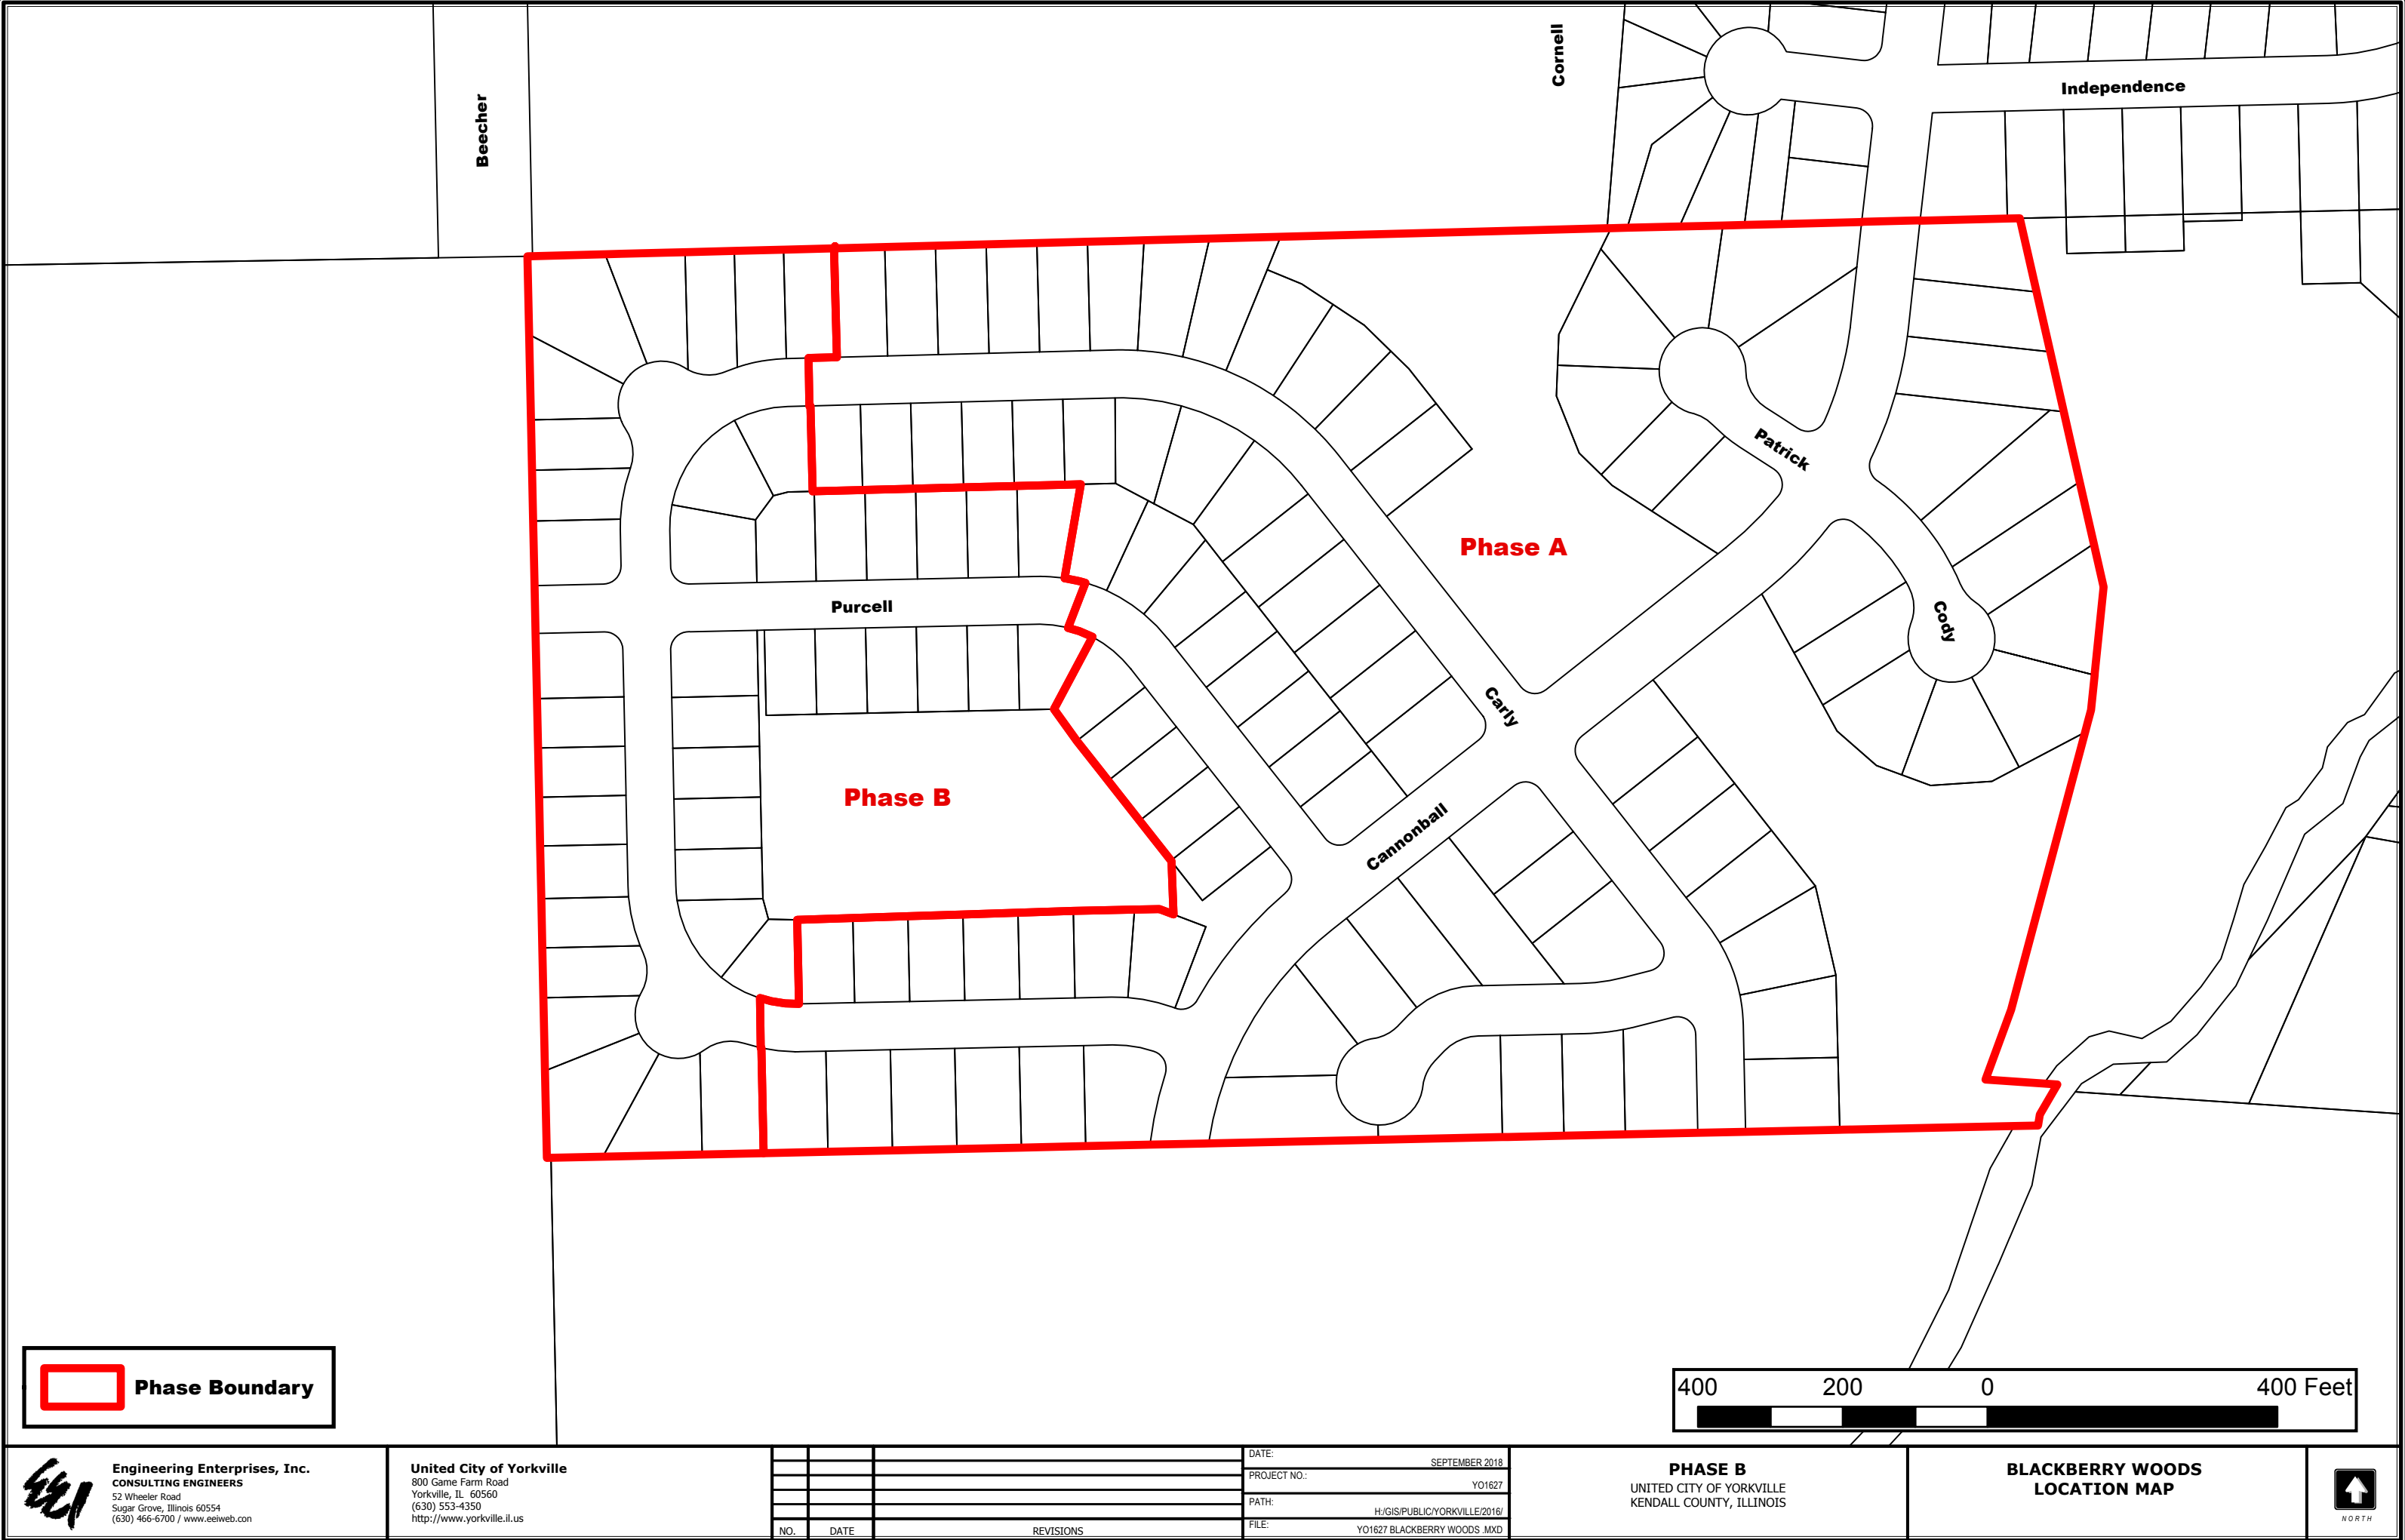 Cornell
Independence
Beecher
Patrick
Phase A
Purcell
Cody
Carly
Phase B
Cannonball
Phase Boundary
400 200 0 400 Feet
Engineering Enterprises, Inc.
CONSULTING ENGINEERS
52 Wheeler Road
Sugar Grove, Illinois 60554
(630) 466-6700 / www.eeiweb.con
United City of Yorkville
800 Game Farm Road
Yorkville, IL 60560
(630) 553-4350
http://www.yorkville.il.us
NO. DATE REVISIONS
DATE:
SEPTEMBER 2018
PROJECT NO.:
YO1627
PATH:
H:/GIS/PUBLIC/YORKVILLE/2016/
FILE:
YO1627 BLACKBERRY WOODS .MXD
PHASE B
UNITED CITY OF YORKVILLE
KENDALL COUNTY, ILLINOIS
BLACKBERRY WOODS
LOCATION MAP
NORTH